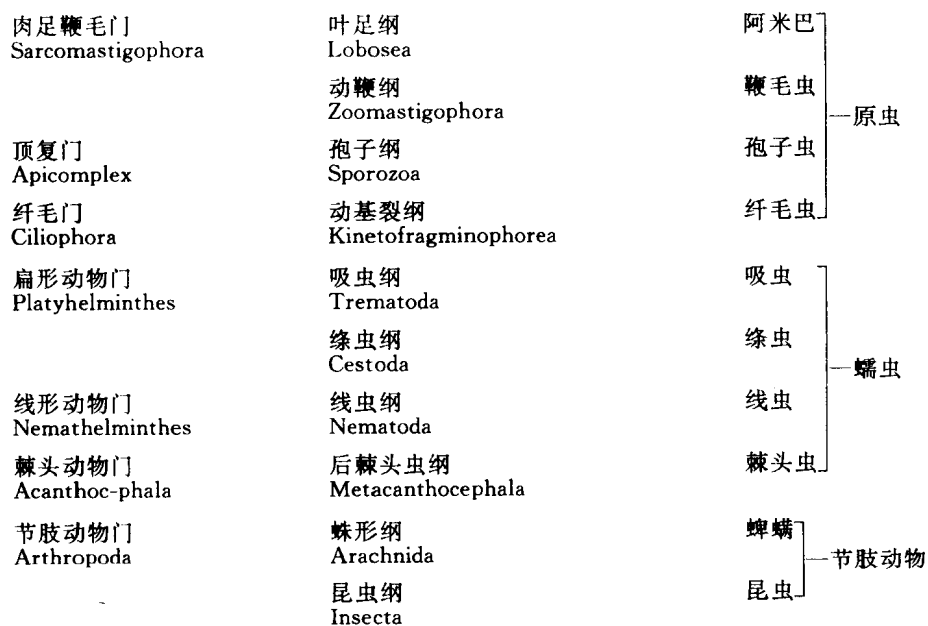 肉足鞭毛门 叶足纲 阿米巴
Sarcomastigophora Lobosea
动鞭纲 鞭毛虫
Zoomastigophora
原虫
顶复门 孢子纲 孢子虫
Apicomplex Sporozoa
纤毛门 动基裂纲 纤毛虫
Ciliophora Kinetofragminophorea
扁形动物门 吸虫纲 吸虫
Platyhelminthes Trematoda
绦虫纲 绦虫
Cestoda
蠕虫
线形动物门 线虫纲 线虫
Nemathelminthes Nematoda
棘头动物门 后棘头虫纲 棘头虫
Acanthoc-phala Metacanthocephala
节肢动物门 蛛形纲 蜱螨
Arthropoda Arachnida
节肢动物
昆虫纲 昆虫
Insecta